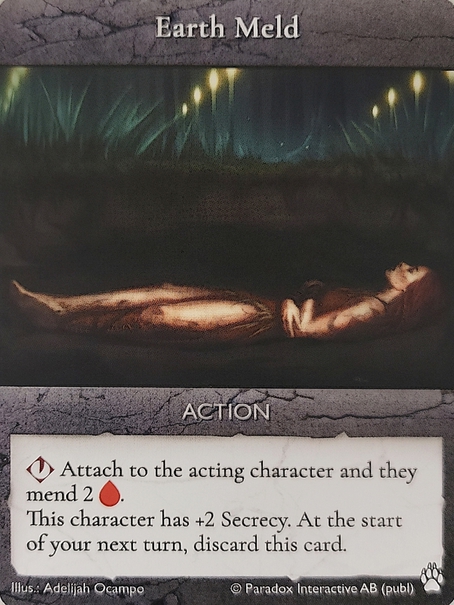 Earth Meld
ACTION
Attach to the acting character and they
mend 2 .
This character has +2 Secrecy. At the start
of your next turn, discard this card.
Illus.: Adelijah Ocampo
© Paradox Interactive AB (publ)